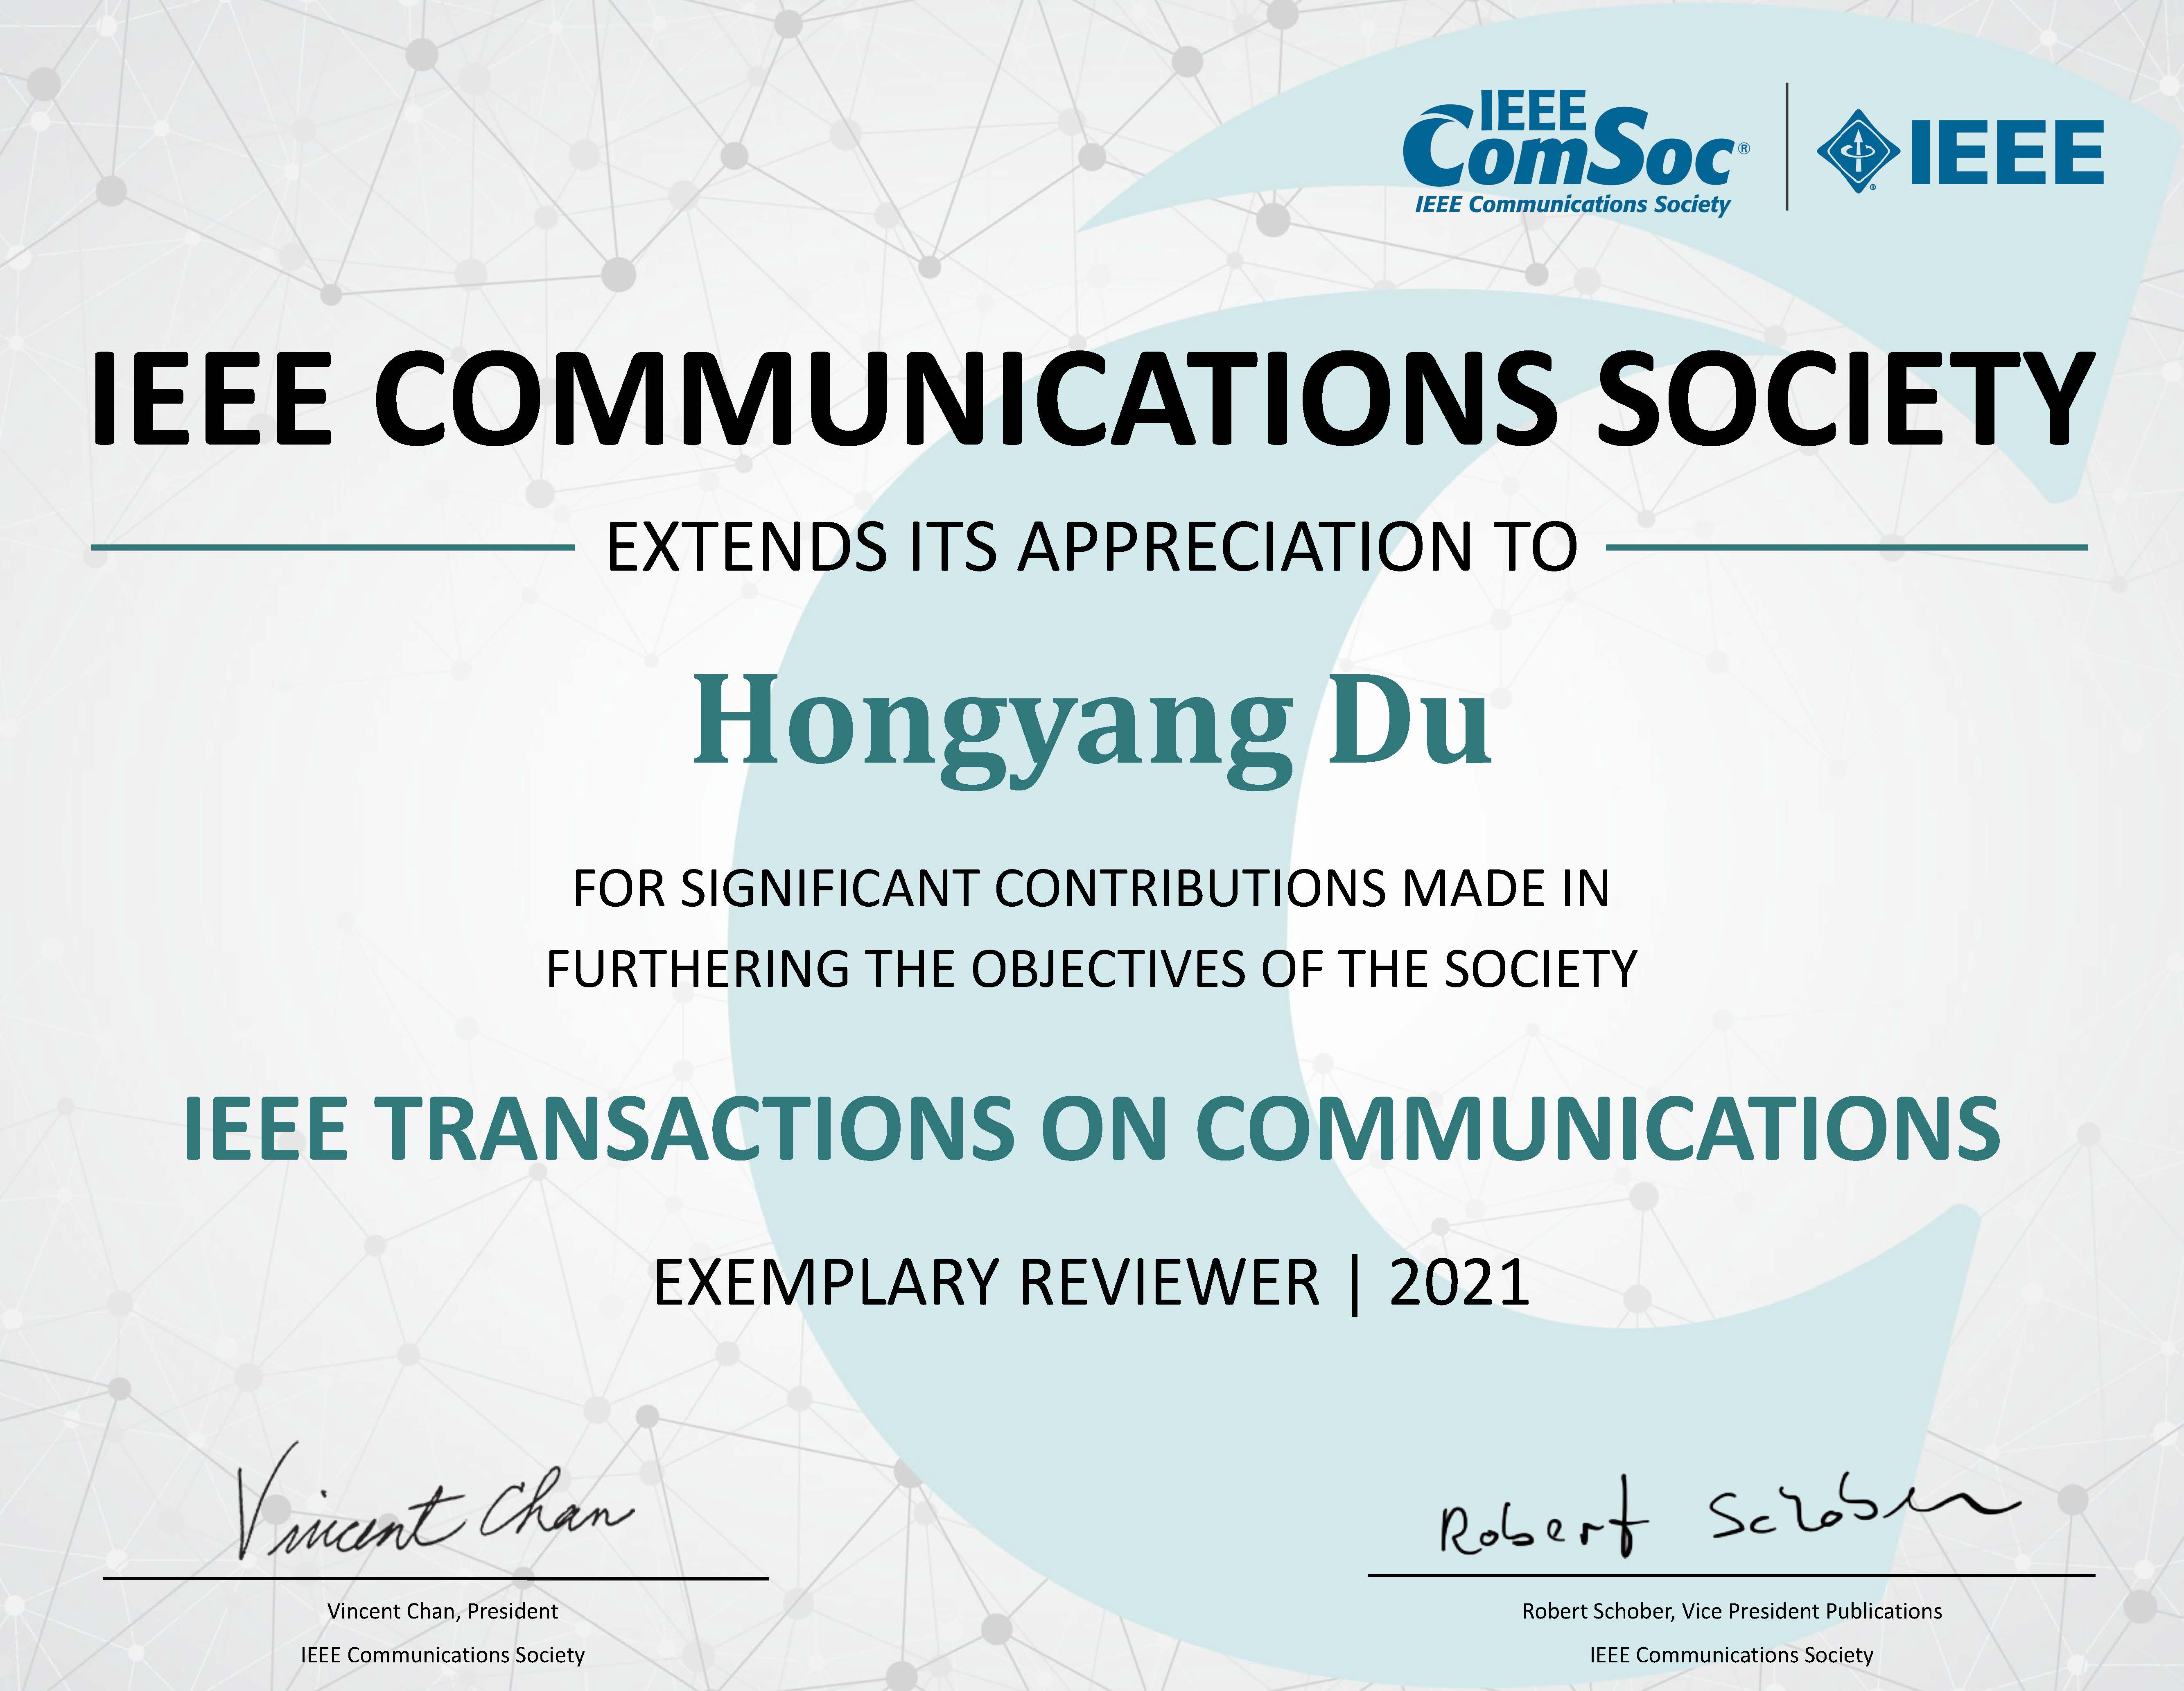 IEEE
ComSoc®
IEEE Communications Society
IEEE
®
IEEE COMMUNICATIONS SOCIETY
EXTENDS ITS APPRECIATION TO
Hongyang Du
FOR SIGNIFICANT CONTRIBUTIONS MADE IN
FURTHERING THE OBJECTIVES OF THE SOCIETY
IEEE TRANSACTIONS ON COMMUNICATIONS
EXEMPLARY REVIEWER | 2021
Vincent Chan
Robert Schober
Vincent Chan, President
IEEE Communications Society
Robert Schober, Vice President Publications
IEEE Communications Society